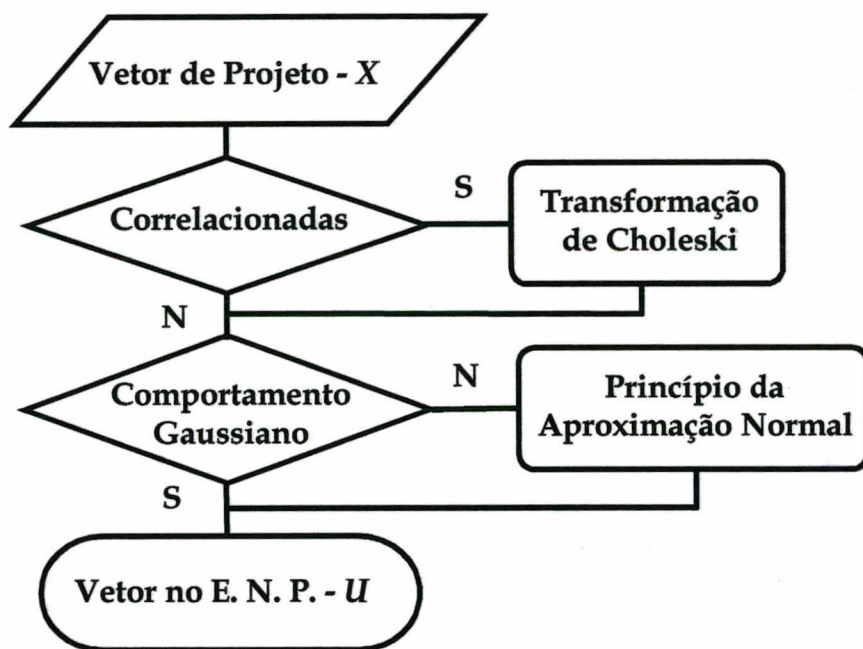 Vetor de Projeto - X
Correlacionadas
S
Transformação
de Choleski
N
Comportamento
Gaussiano
N
Princípio da
Aproximação Normal
S
Vetor no E. N. P. - U